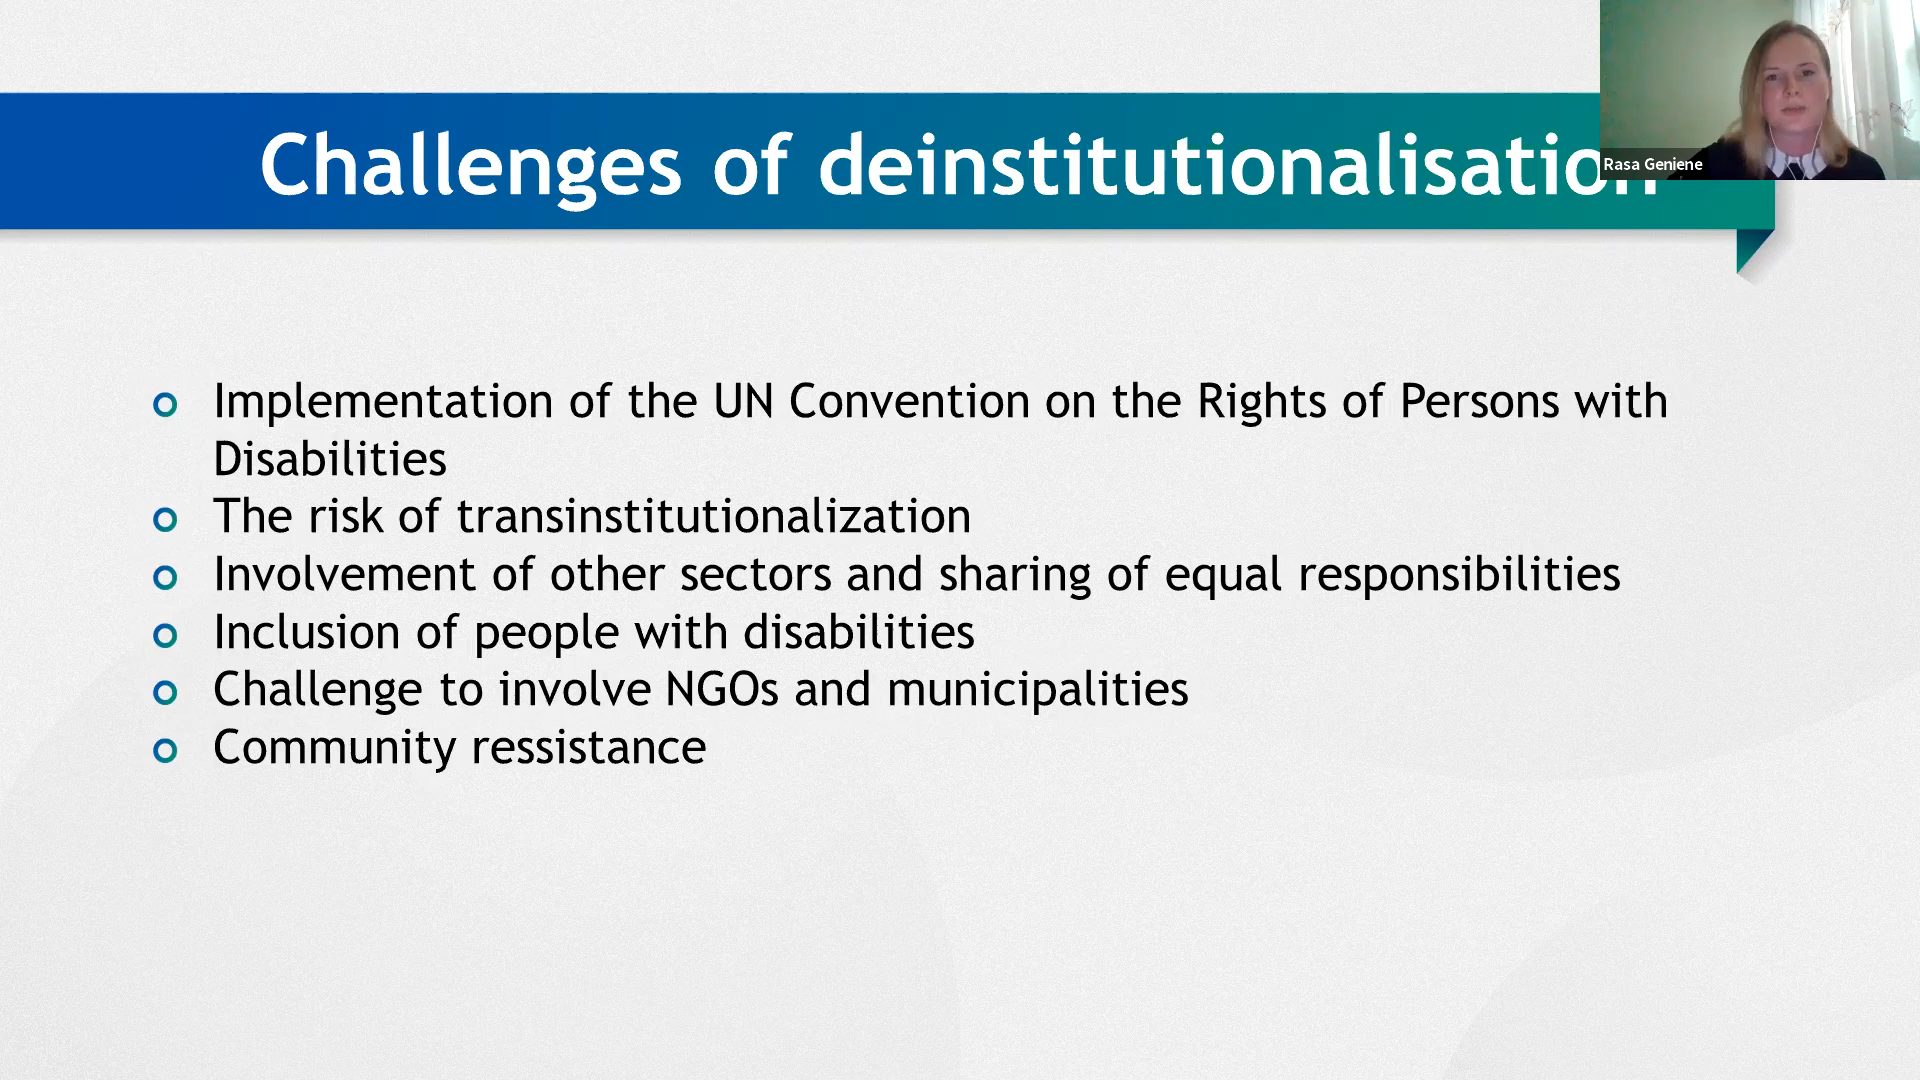 Challenges of deinstitutionalisation
Rasa Geniene
Implementation of the UN Convention on the Rights of Persons with
Disabilities
The risk of transinstitutionalization
Involvement of other sectors and sharing of equal responsibilities
Inclusion of people with disabilities
Challenge to involve NGOs and municipalities
Community ressistance